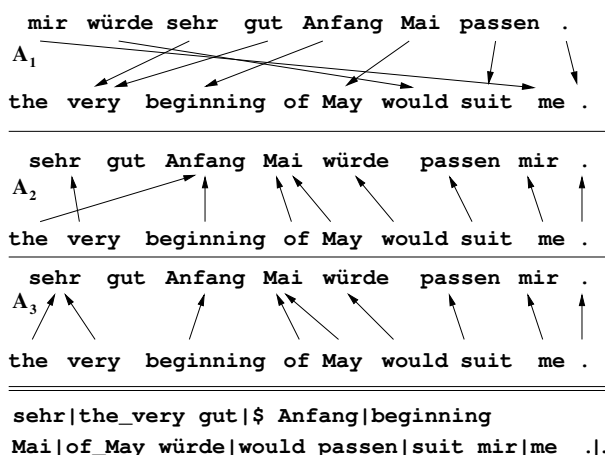 mir würde sehr gut Anfang Mai passen .
A1
the very beginning of May would suit me .
sehr gut Anfang Mai würde passen mir .
A2
the very beginning of May would suit me .
sehr gut Anfang Mai würde passen mir .
A3
the very beginning of May would suit me .
sehr|the_very gut|$ Anfang|beginning
Mai|of_May würde|would passen|suit mir|me .|.